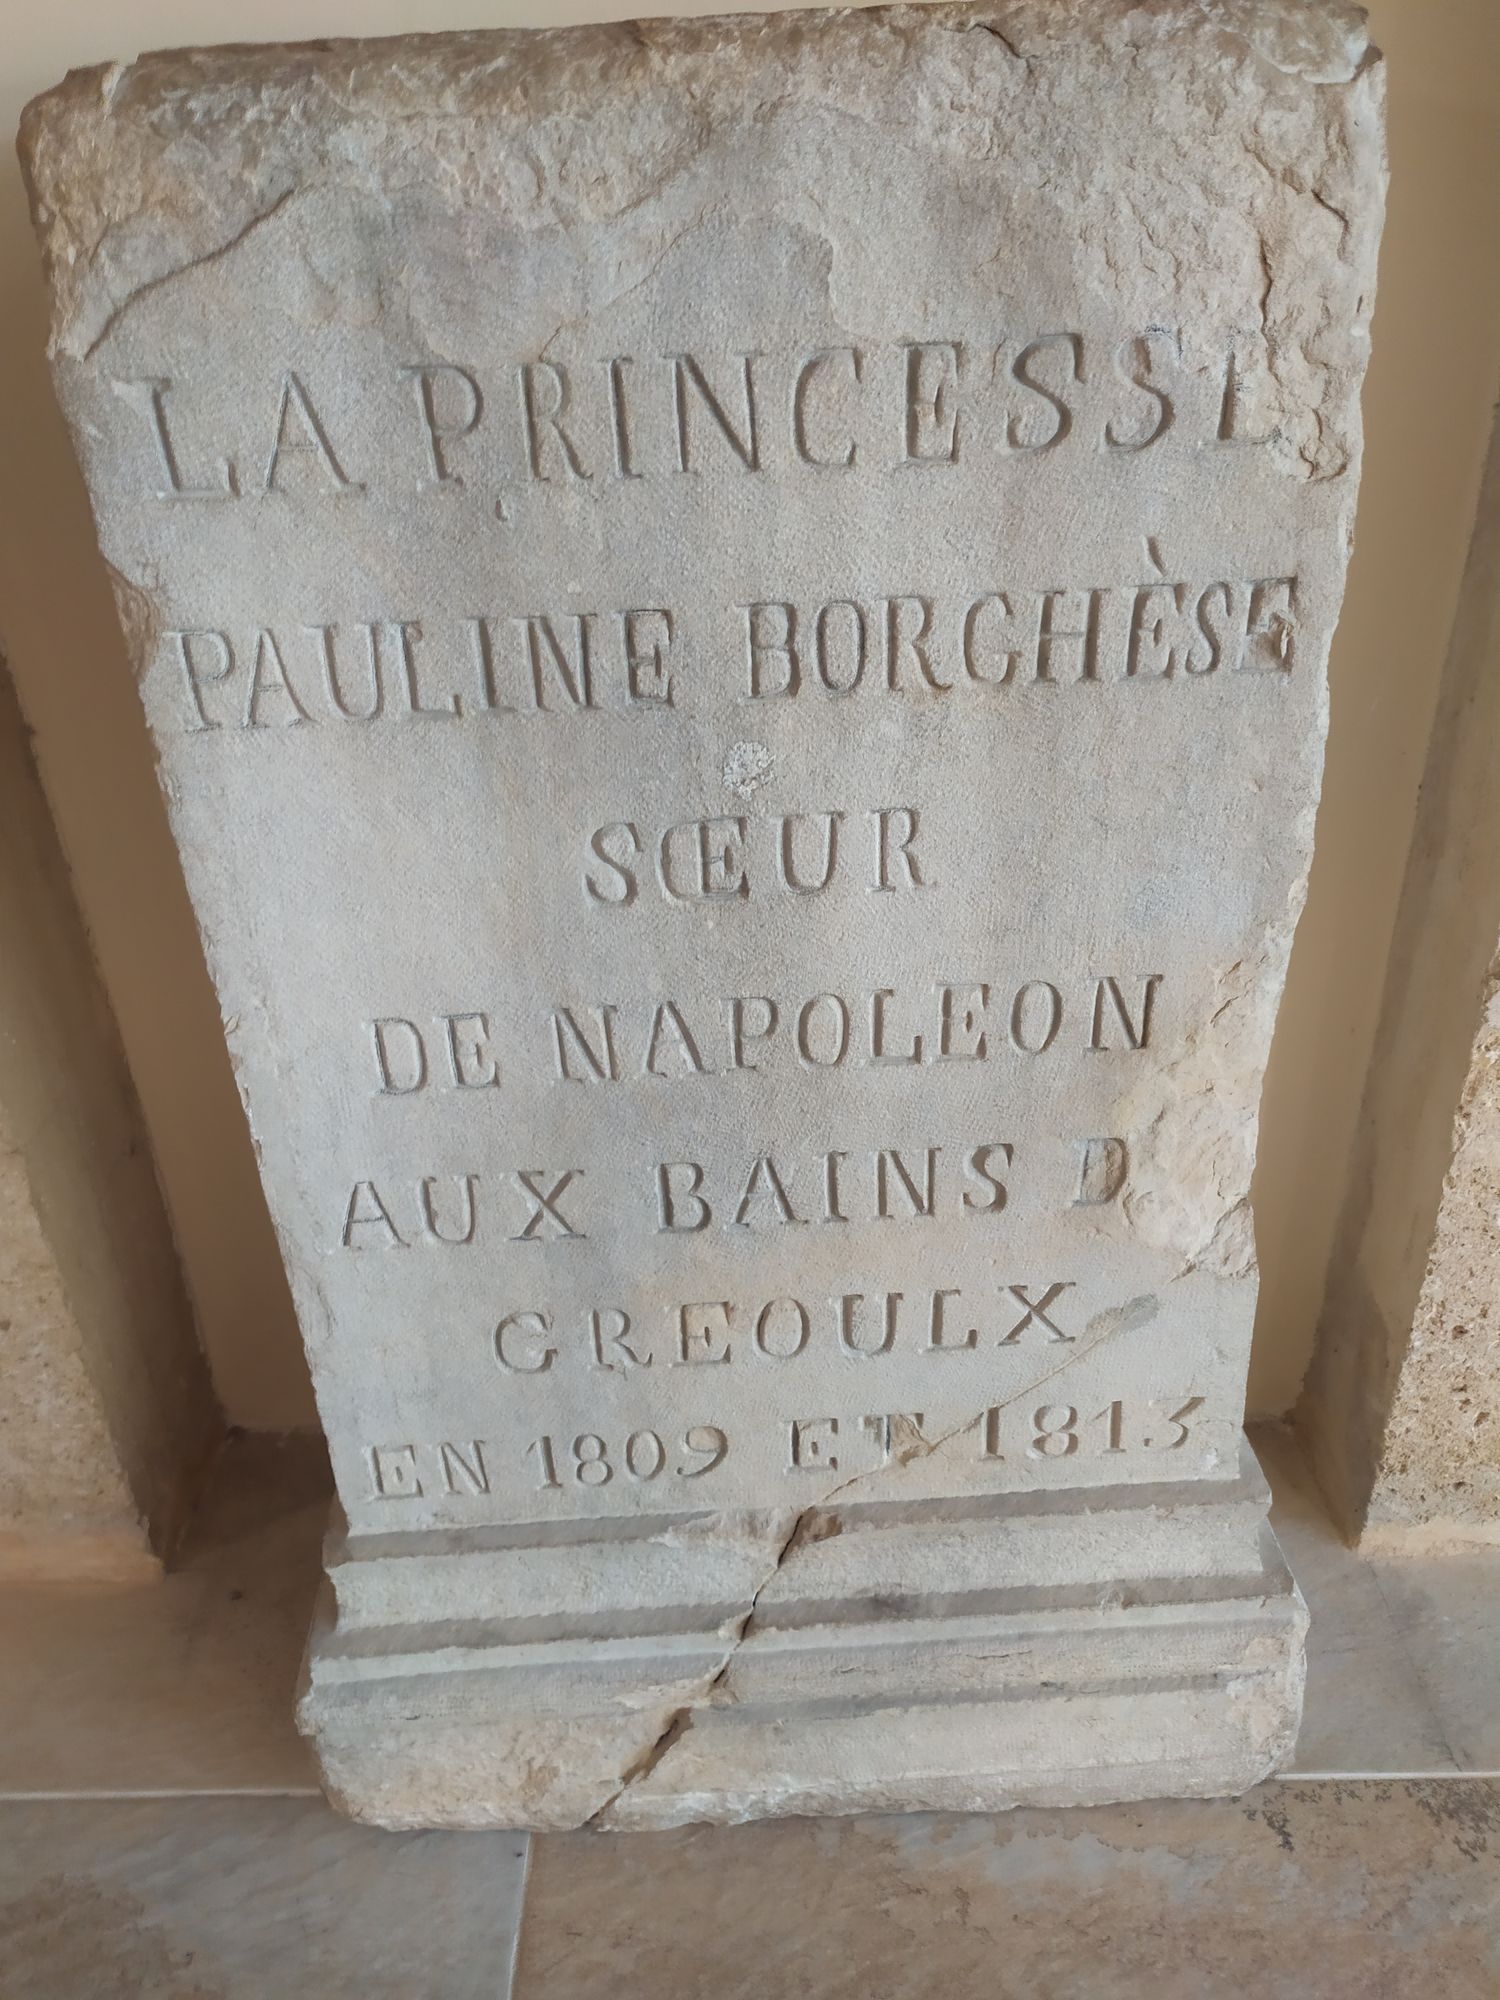 LA PRINCESSE
PAULINE BORGHÈSE
SŒUR
DE NAPOLEON
AUX BAINS D
GREOULX
EN 1809 ET 1813